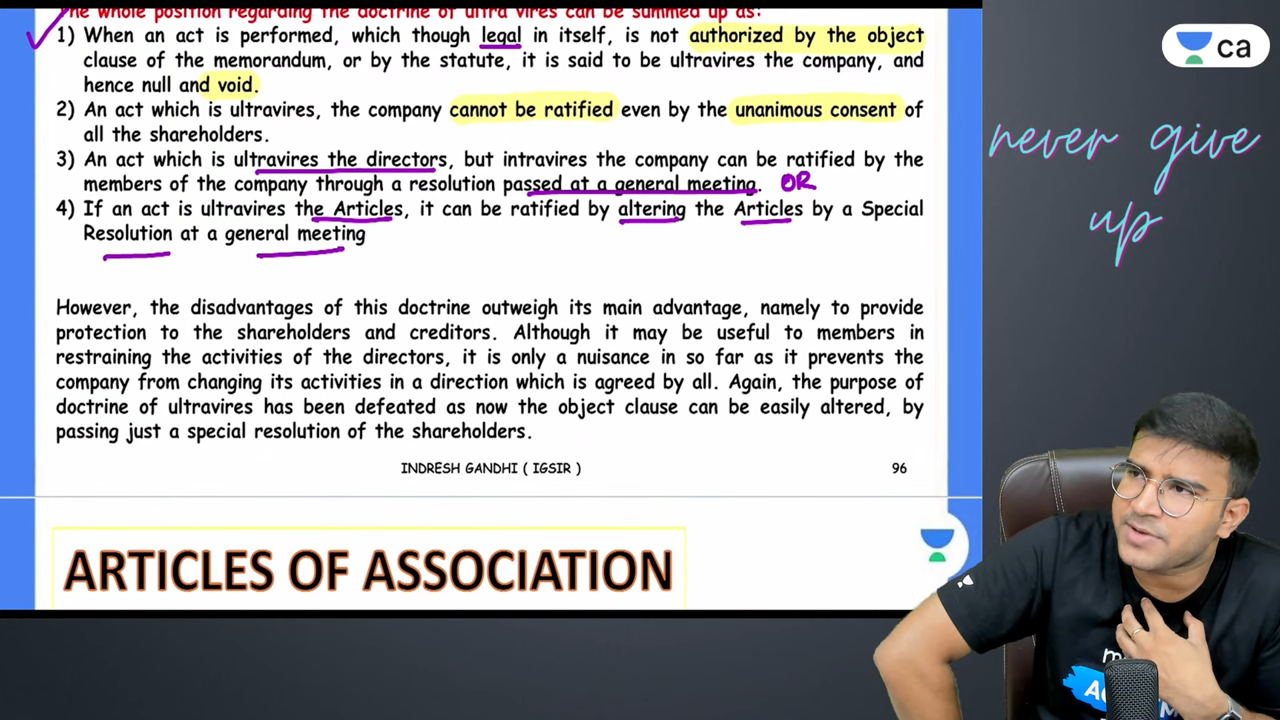 The whole position regarding the doctrine of ultra vires can be summed up as:
1) When an act is performed, which though legal in itself, is not authorized by the object
clause of the memorandum, or by the statute, it is said to be ultravires the company, and
hence null and void.
2) An act which is ultravires, the company cannot be ratified even by the unanimous consent of
all the shareholders.
3) An act which is ultravires the directors, but intravires the company can be ratified by the
members of the company through a resolution passed at a general meeting. OR
4) If an act is ultravires the Articles, it can be ratified by altering the Articles by a Special
Resolution at a general meeting
However, the disadvantages of this doctrine outweigh its main advantage, namely to provide
protection to the shareholders and creditors. Although it may be useful to members in
restraining the activities of the directors, it is only a nuisance in so far as it prevents the
company from changing its activities in a direction which is agreed by all. Again, the purpose of
doctrine of ultravires has been defeated as now the object clause can be easily altered, by
passing just a special resolution of the shareholders.
INDRESH GANDHI ( IGSIR )
96
ARTICLES OF ASSOCIATION
ca
never give
up